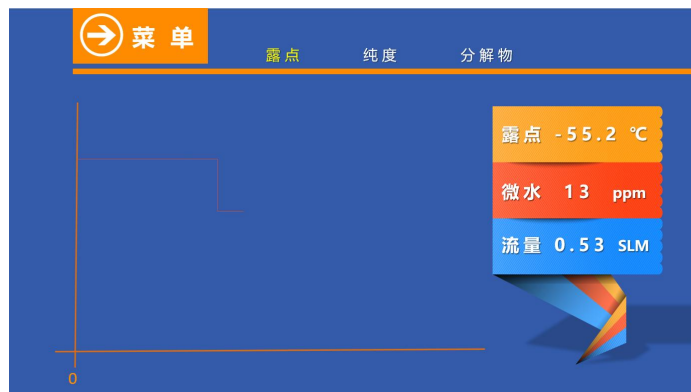 菜 单
露点 纯度 分解物
露点 -55.2 ℃
微水 13 ppm
流量 0.53 SLM
0